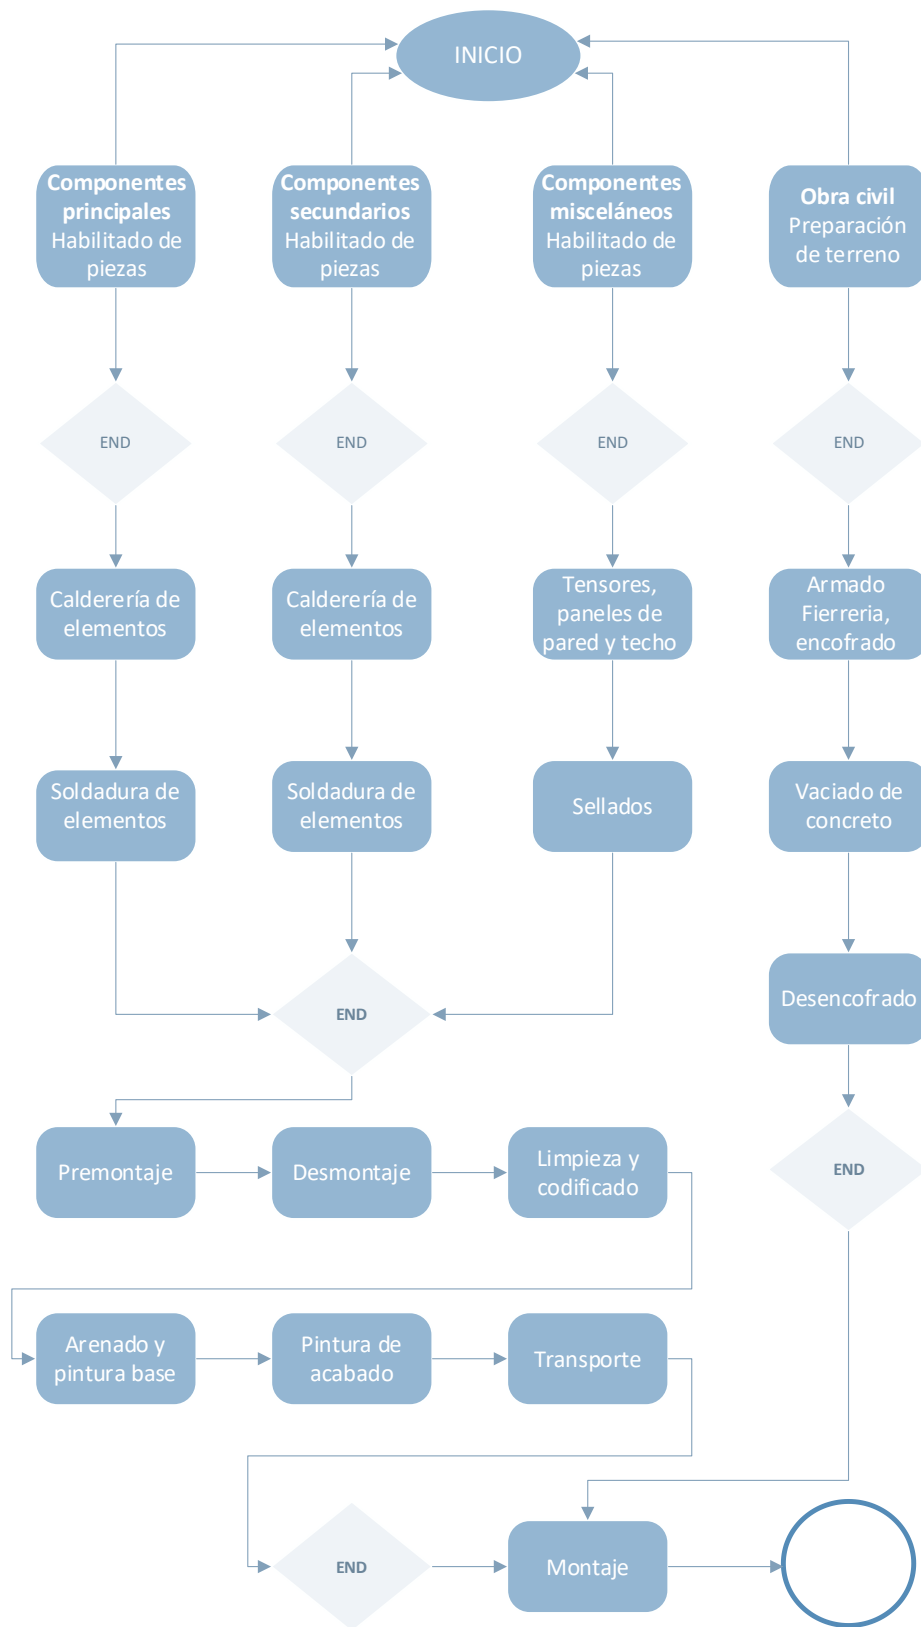 INICIO
Componentes
principales
Habilitado de
piezas
Componentes
secundarios
Habilitado de
piezas
Componentes
misceláneos
Habilitado de
piezas
Obra civil
Preparación
de terreno
END
END
END
END
Calderería de
elementos
Calderería de
elementos
Tensores,
paneles de
pared y techo
Armado
Fierreria,
encofrado
Soldadura de
elementos
Soldadura de
elementos
Sellados
Vaciado de
concreto
END
Desencofrado
Premontaje
Desmontaje
Limpieza y
codificado
END
Arenado y
pintura base
Pintura de
acabado
Transporte
END
Montaje